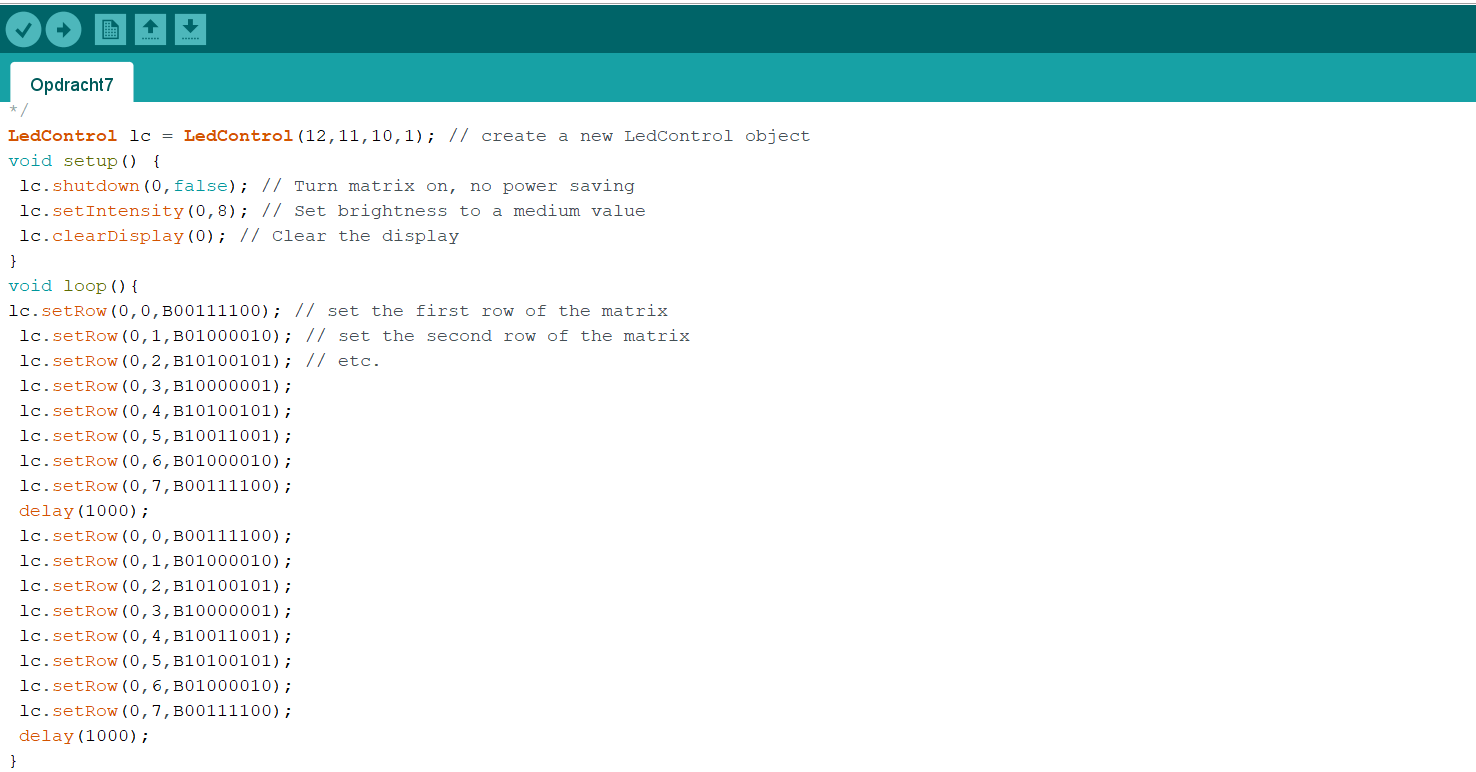 Opdracht7
*/
LedControl lc = LedControl(12,11,10,1); // create a new LedControl object
void setup() {
 lc.shutdown(0,false); // Turn matrix on, no power saving
 lc.setIntensity(0,8); // Set brightness to a medium value
 lc.clearDisplay(0); // Clear the display
}
void loop(){
lc.setRow(0,0,B00111100); // set the first row of the matrix
 lc.setRow(0,1,B01000010); // set the second row of the matrix
 lc.setRow(0,2,B10100101); // etc.
 lc.setRow(0,3,B10000001);
 lc.setRow(0,4,B10100101);
 lc.setRow(0,5,B10011001);
 lc.setRow(0,6,B01000010);
 lc.setRow(0,7,B00111100);
 delay(1000);
 lc.setRow(0,0,B00111100);
 lc.setRow(0,1,B01000010);
 lc.setRow(0,2,B10100101);
 lc.setRow(0,3,B10000001);
 lc.setRow(0,4,B10011001);
 lc.setRow(0,5,B10100101);
 lc.setRow(0,6,B01000010);
 lc.setRow(0,7,B00111100);
 delay(1000);
}